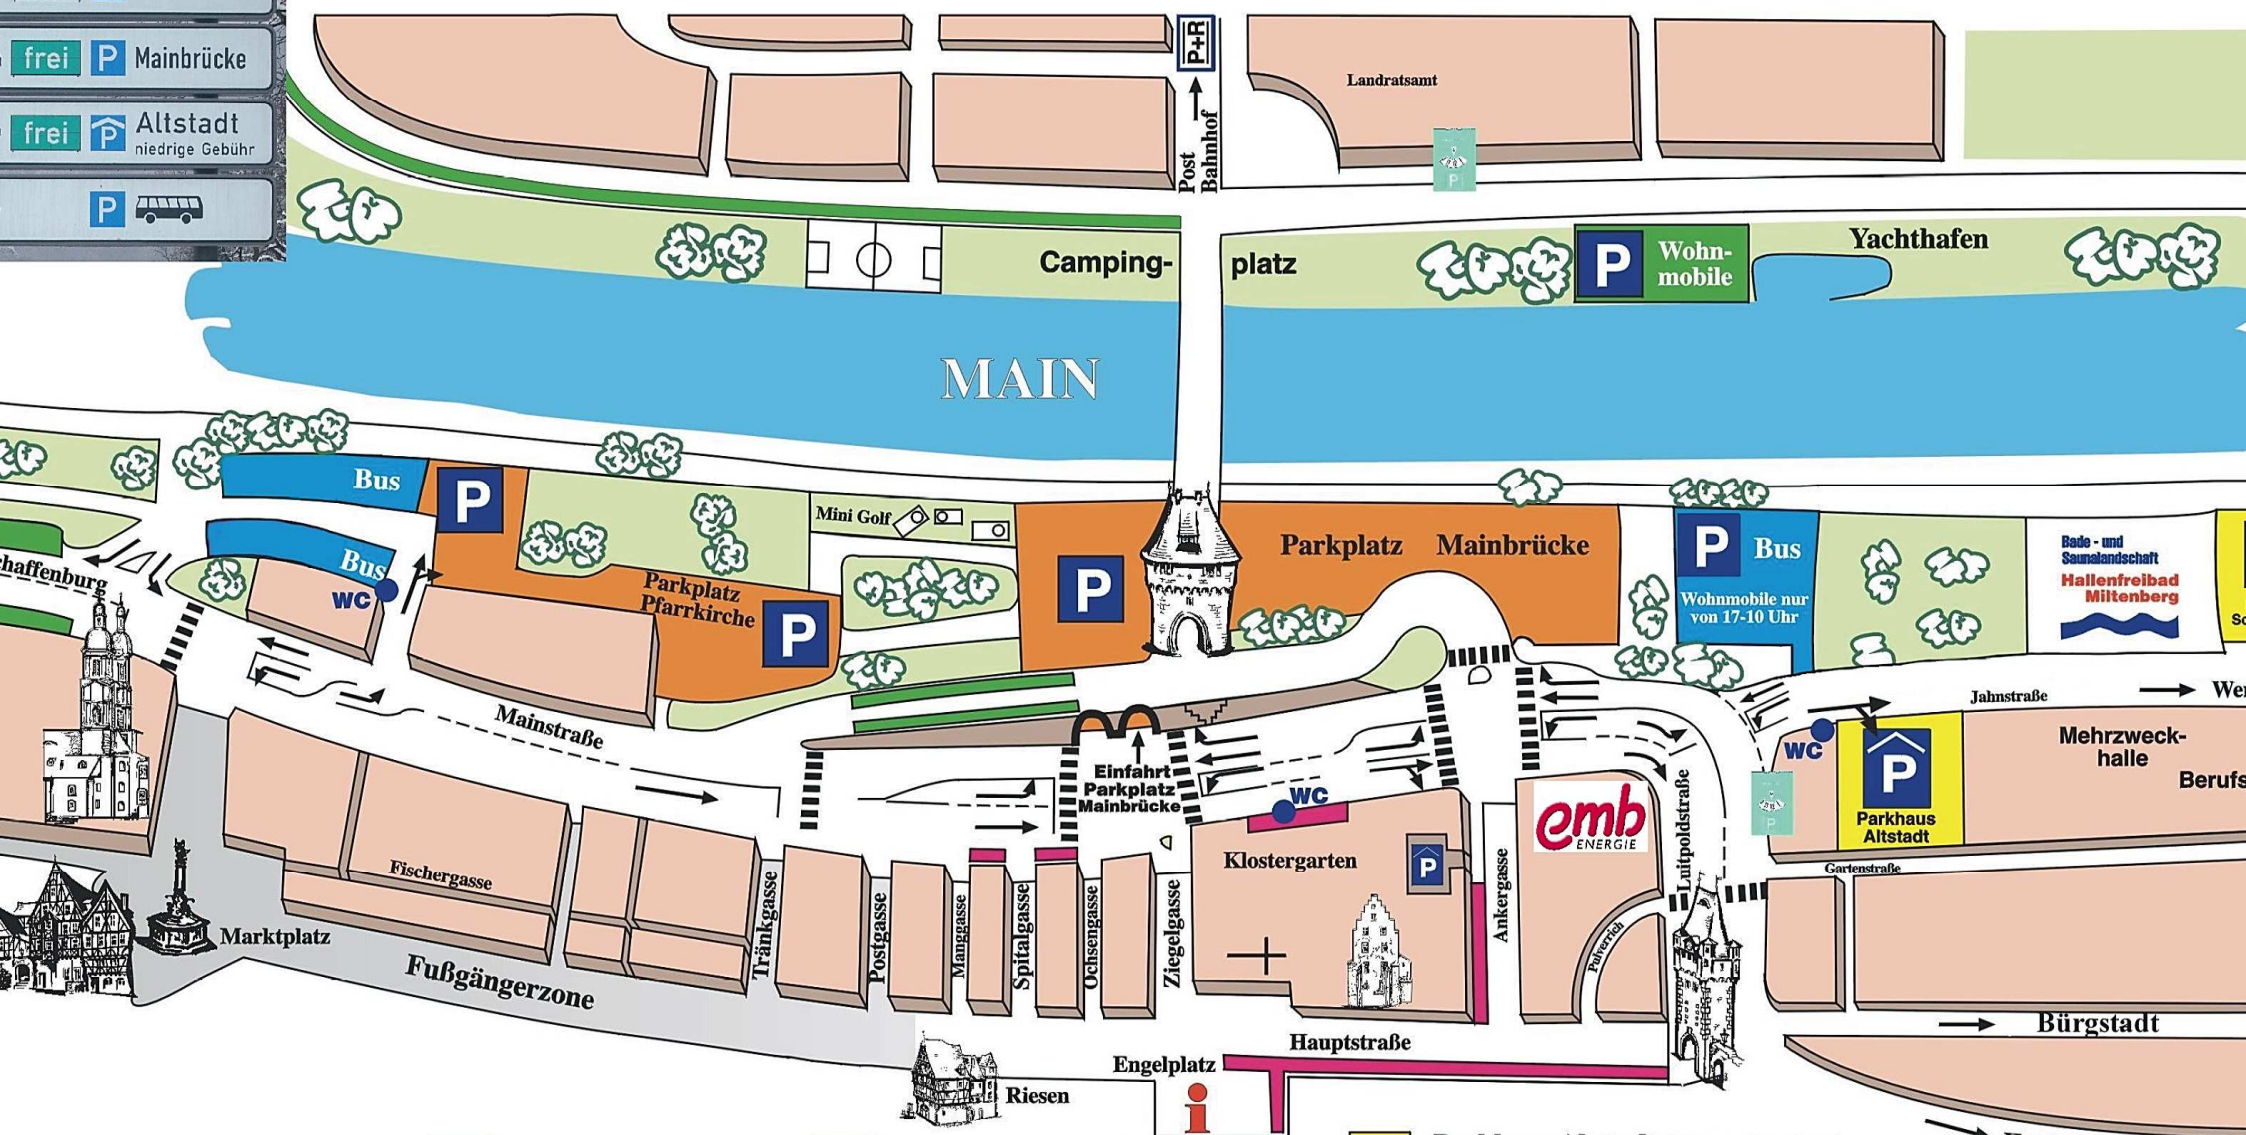 frei P Mainbrücke
frei P Altstadt
niedrige Gebühr
P
P+R
Post
Bahnhof
Landratsamt
P
Camping-
platz
P Wohn-
mobile
Yachthafen
MAIN
Bus
P
Bus
WC
Mini Golf
Parkplatz
Pfarrkirche
P
P
Parkplatz Mainbrücke
P Bus
Wohnmobile nur
von 17-10 Uhr
Bade - und
Saunalandschaft
Hallenfreibad
Miltenberg
Mainstraße
Jahnstraße
Einfahrt
Parkplatz
Mainbrücke
WC
emb
ENERGIE
Luitpoldstraße
P
WC
P
Parkhaus
Altstadt
Mehrzweck-
halle
Gartenstraße
Klostergarten
P
Ankergasse
Pulverrich
Fischergasse
Marktplatz
Fußgängerzone
Tränkgasse
Postgasse
Manggasse
Spitalgasse
Ochsengasse
Ziegelgasse
Hauptstraße
Bürgstadt
Engelplatz
i
Riesen